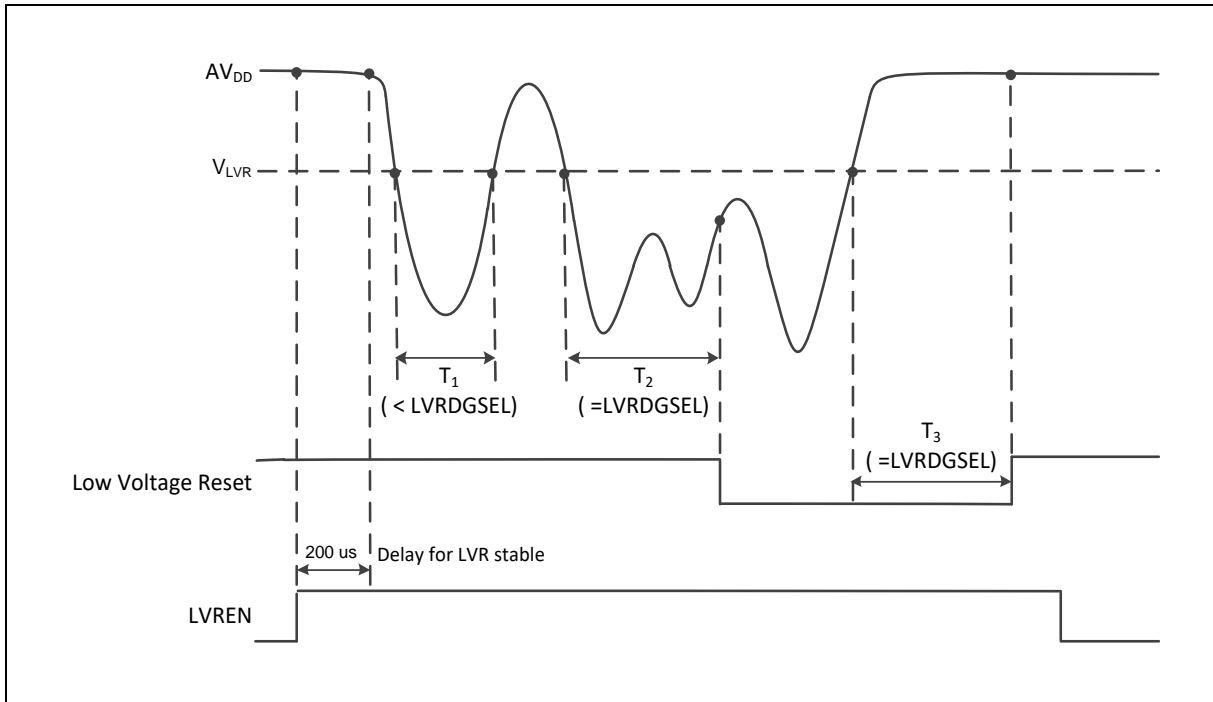 AVDD
VLVR
T1
( < LVRDGSEL)
T2
( =LVRDGSEL)
T3
( =LVRDGSEL)
Low Voltage Reset
200 us
Delay for LVR stable
LVREN